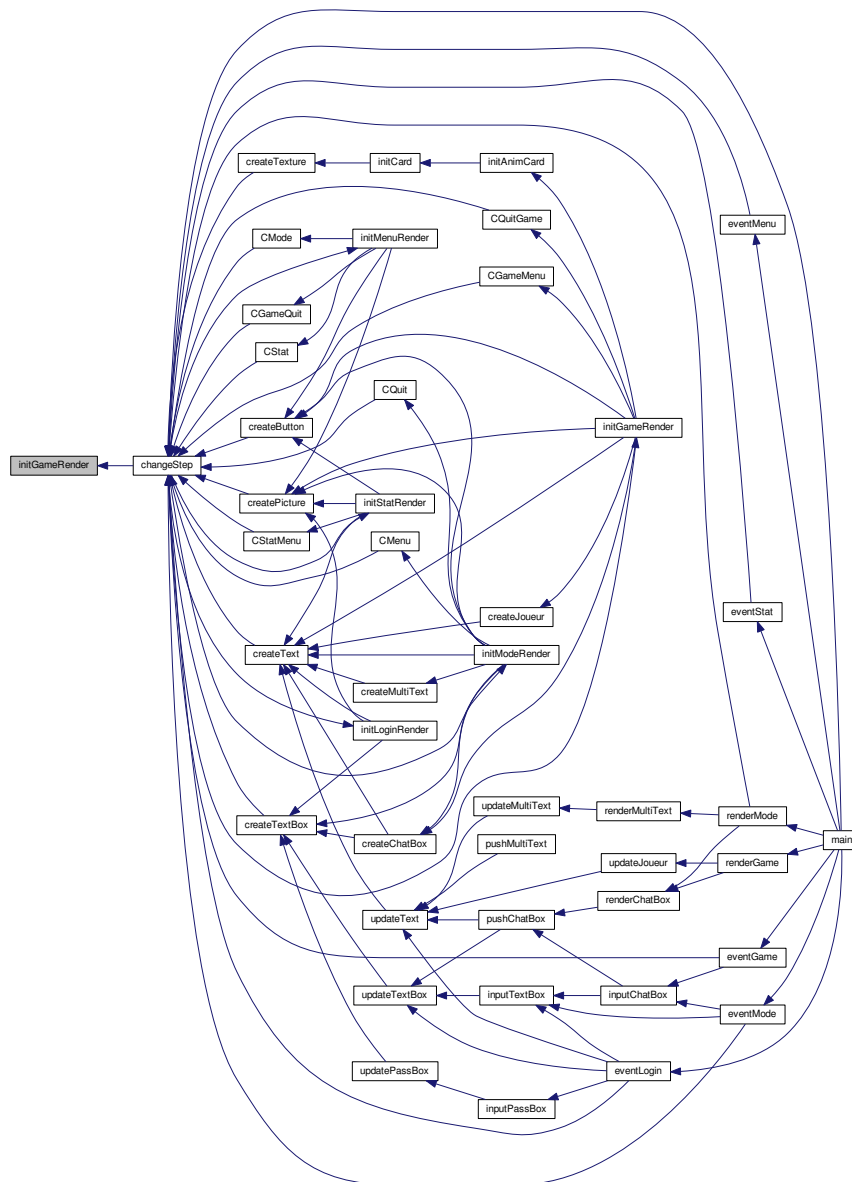 createTexture
initCard
initAnimCard
CQuitGame
eventMenu
CMode
initMenuRender
CGameMenu
CGameQuit
CStat
CQuit
createButton
initGameRender
initGameRender
changeStep
createPicture
initStatRender
CStatMenu
CMenu
eventStat
createJoueur
createText
initModeRender
createMultiText
initLoginRender
updateMultiText
renderMultiText
renderMode
createTextBox
createChatBox
pushMultiText
main
updateJoueur
renderGame
renderChatBox
updateText
pushChatBox
eventGame
updateTextBox
inputTextBox
inputChatBox
eventMode
updatePassBox
eventLogin
inputPassBox